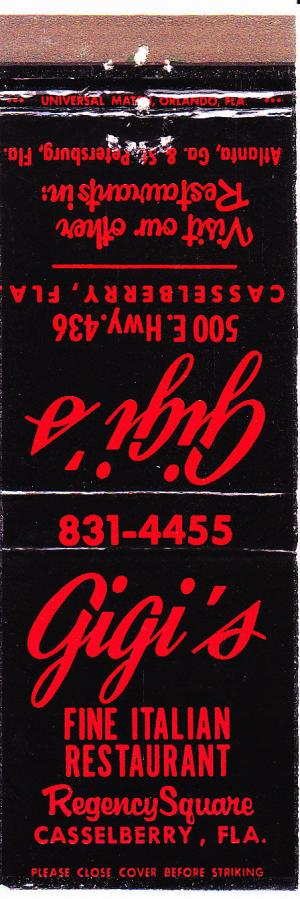 UNIVERSAL MATCH, ORLANDO, FLA.
Gigi's
500 E. Hwy. 436
CASSELBERRY, FLA.
Visit our other
Restaurants in:
Atlanta, Ga. & St. Petersburg, Fla.
831-4455
Gigi's
FINE ITALIAN
RESTAURANT
Regency Square
CASSELBERRY, FLA.
PLEASE CLOSE COVER BEFORE STRIKING